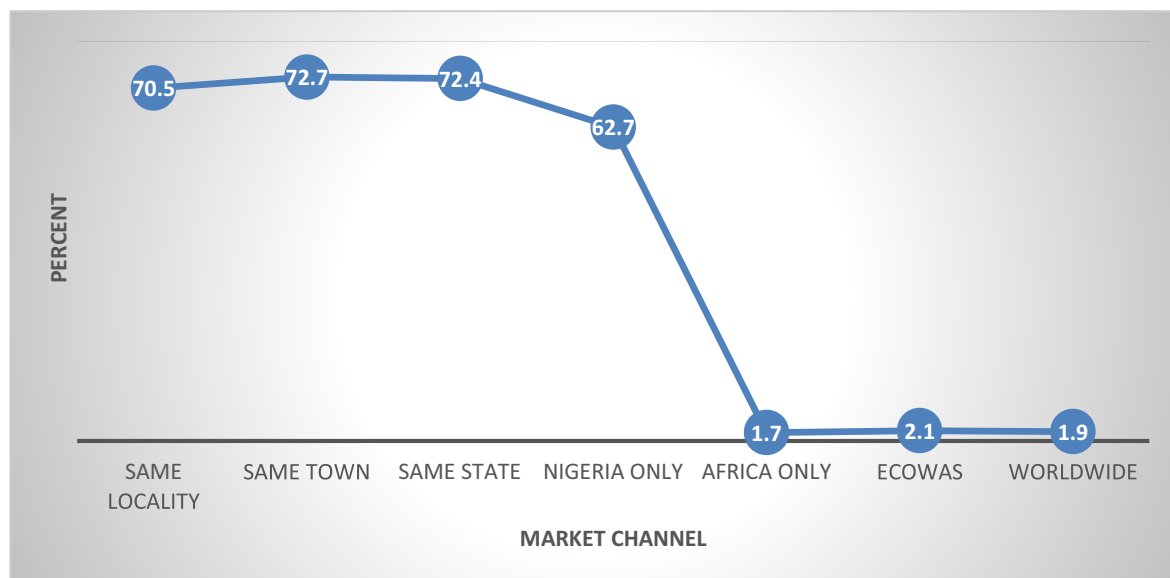 70.5
72.7
72.4
62.7
1.7
2.1
1.9
PERCENT
SAME LOCALITY
SAME TOWN
SAME STATE
NIGERIA ONLY
AFRICA ONLY
ECOWAS
WORLDWIDE
MARKET CHANNEL